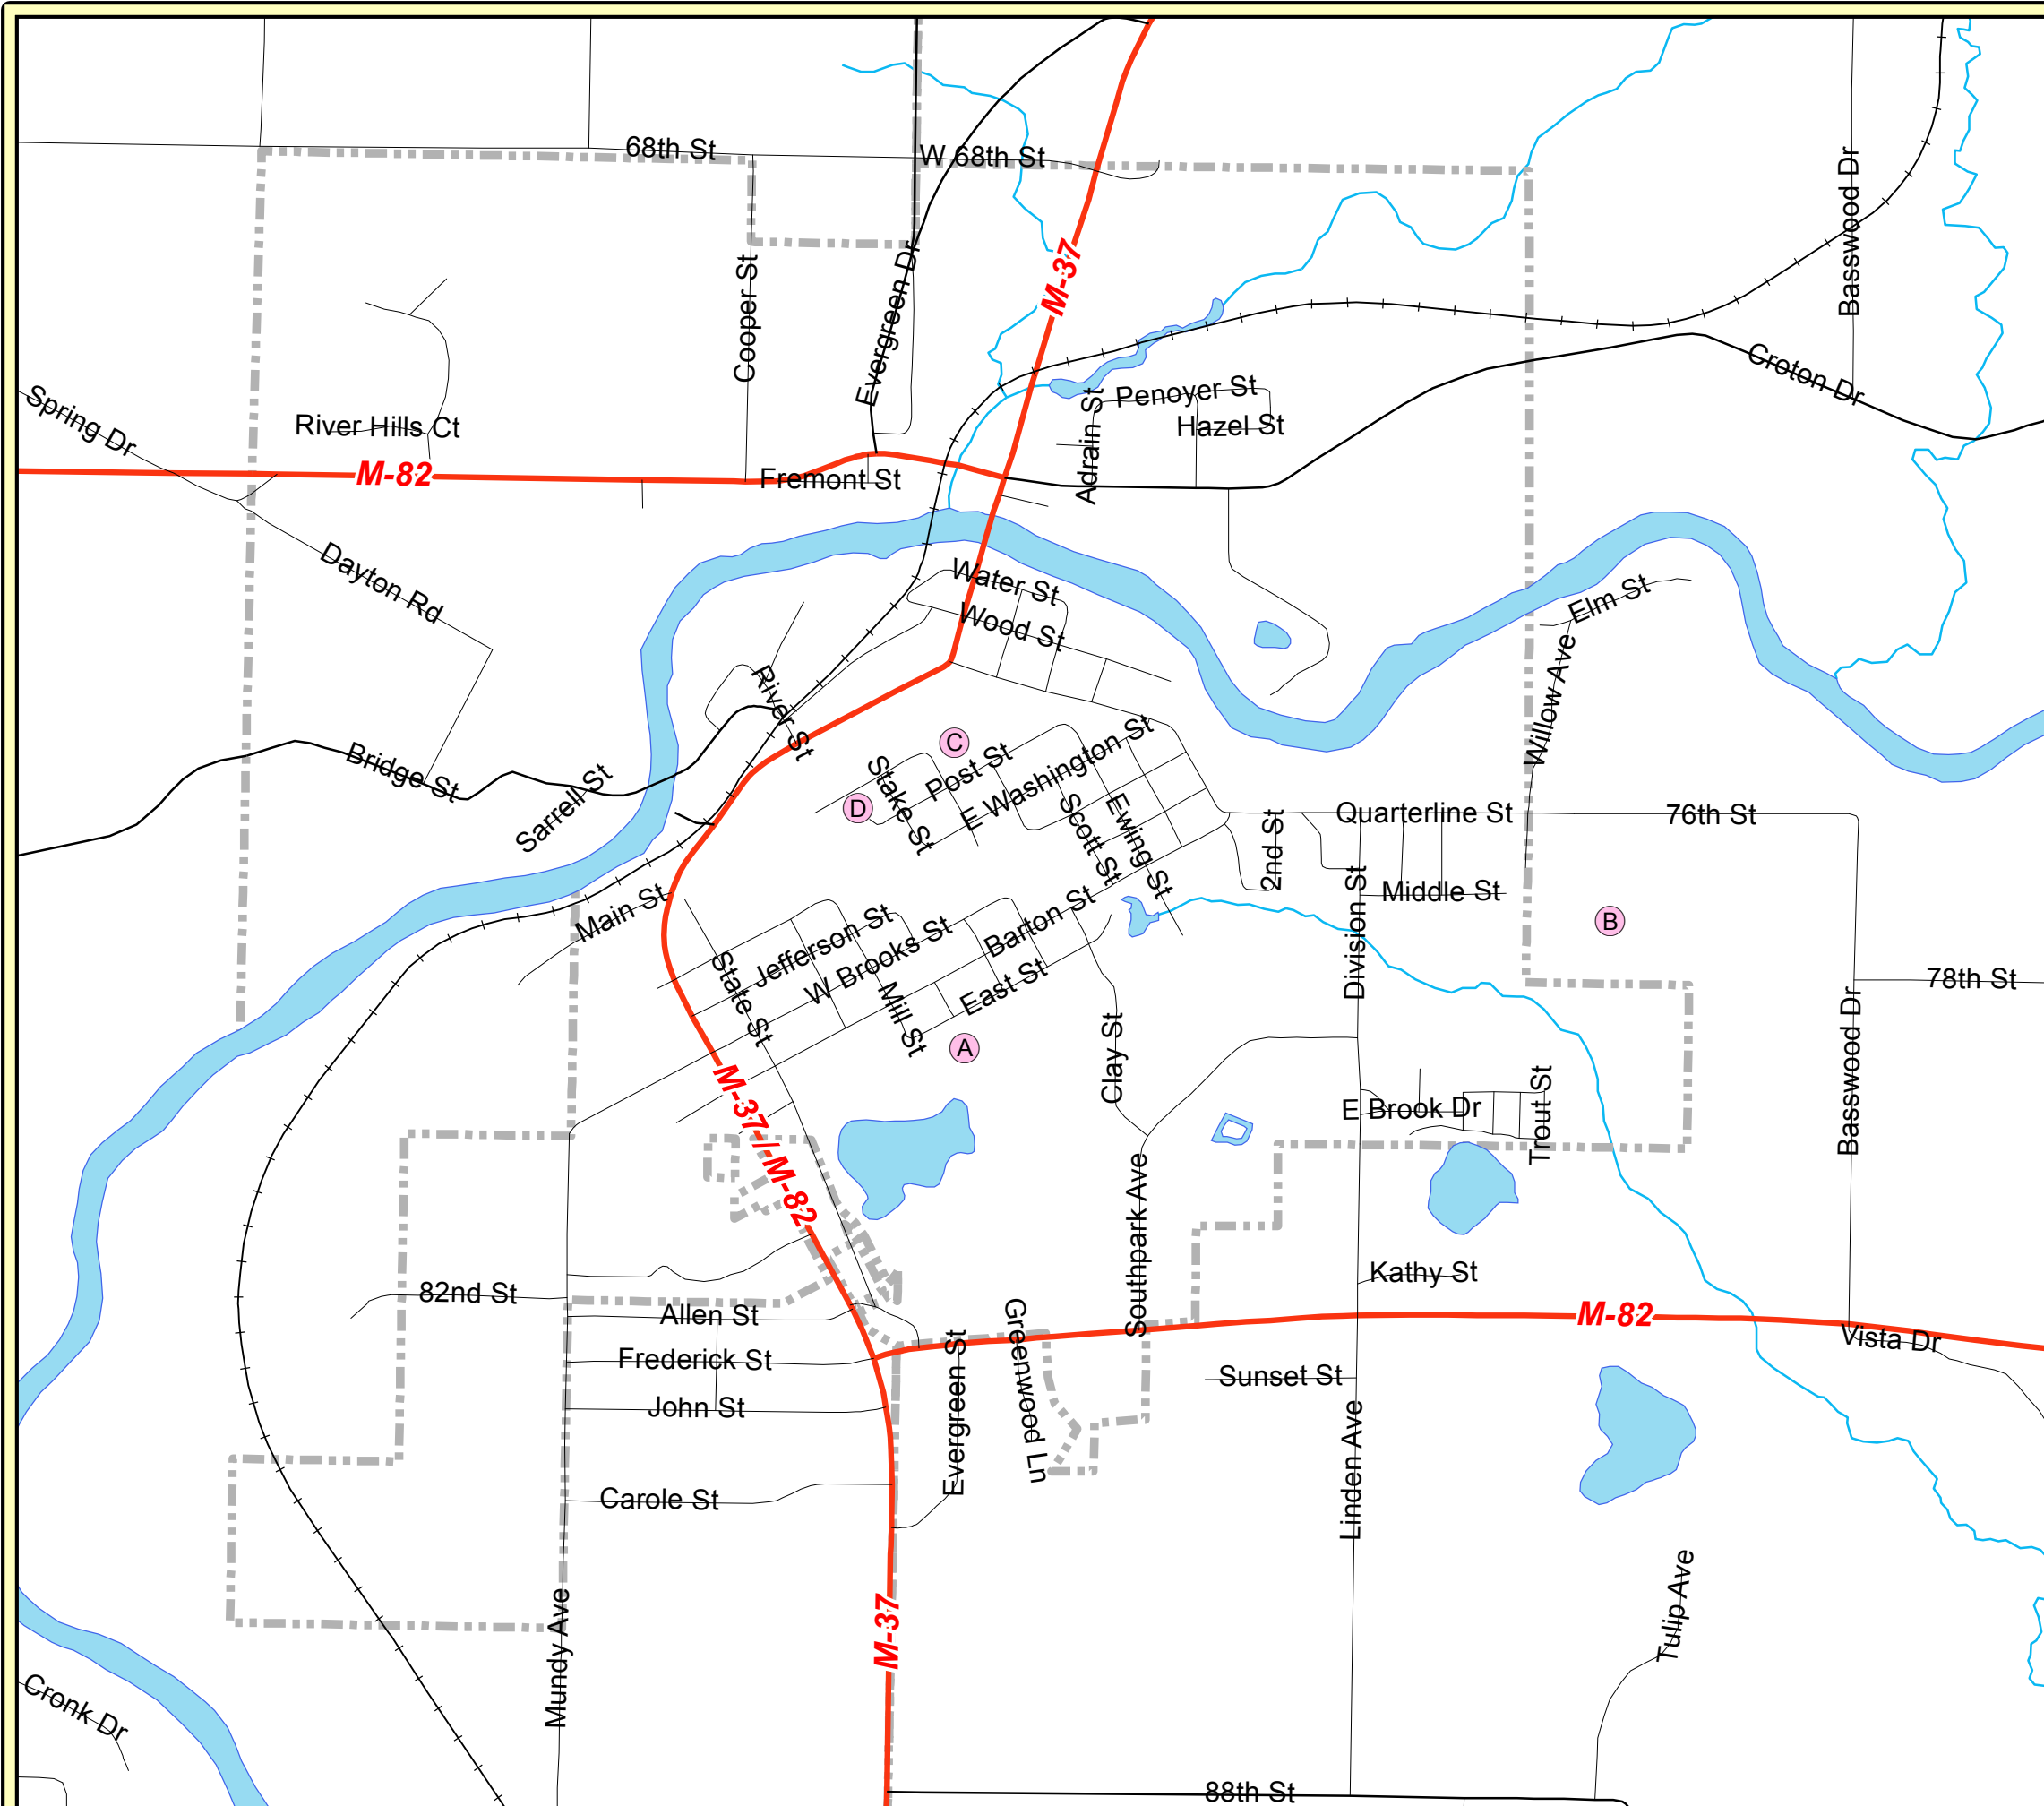 68th St
W 68th St
Basswood Dr
M-37
Cooper St
Evergreen Dr
Croton Dr
Spring Dr
River Hills Ct
Penoyer St
Adrain St
Hazel St
M-82
Fremont St
Dayton Rd
Water St
Wood St
Elm St
Willow Ave
River St
Bridge St
Sarrell St
C
Post St
E Washington St
Stake St
D
Scott St
Ewing St
2nd St
Quarterline St
76th St
Main St
Middle St
Division St
B
Jefferson St
W Brooks St
Barton St
State St
Mill St
East St
78th St
Basswood Dr
A
Clay St
M-37/M-82
E Brook Dr
Trout St
Southpark Ave
82nd St
Allen St
Kathy St
M-82
Vista Dr
Frederick St
Evergreen St
Greenwood Ln
Sunset St
John St
Linden Ave
Carole St
Mundy Ave
M-37
Tulip Ave
Cronk Dr
88th St